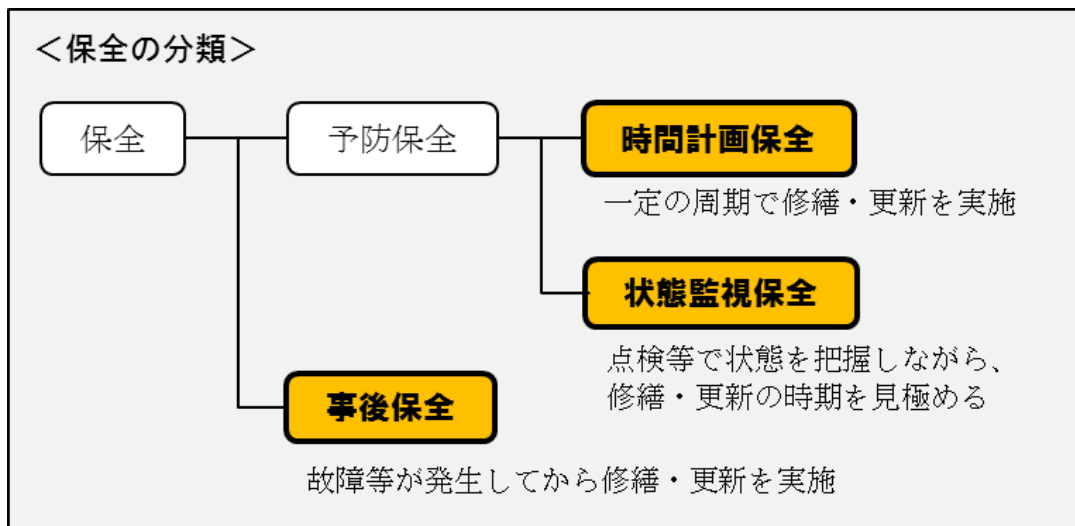 ＜保全の分類＞
保全
予防保全
時間計画保全
一定の周期で修繕・更新を実施
状態監視保全
点検等で状態を把握しながら、
修繕・更新の時期を見極める
事後保全
故障等が発生してから修繕・更新を実施